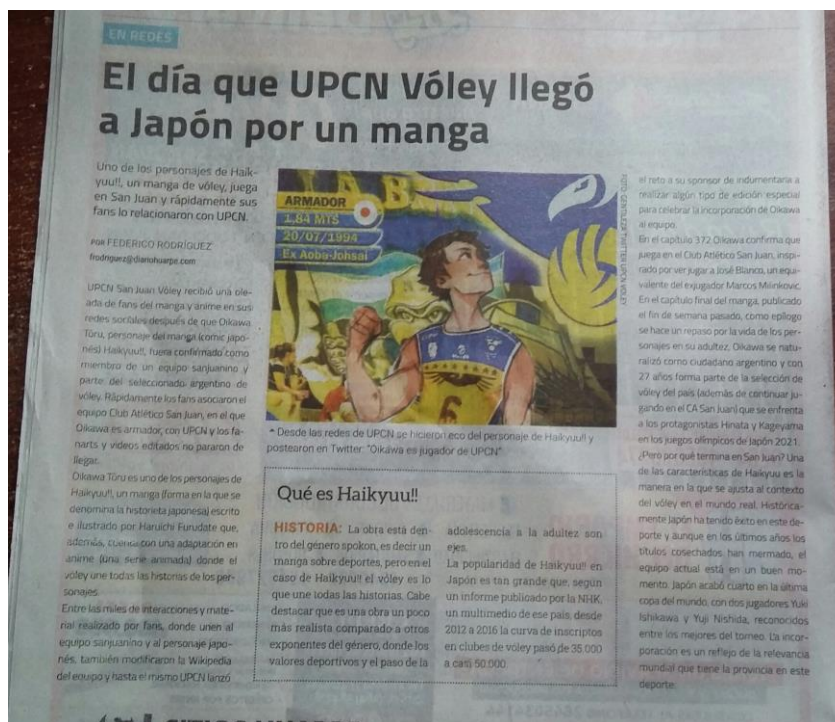 EN REDES
El día que UPCN Vóley llegó
a Japón por un manga
Uno de los personajes de Haik-
yuu!!, un manga de vóley, juega
en San Juan y rápidamente sus
fans lo relacionaron con UPCN.
POR FEDERICO RODRÍGUEZ
frodriguez@diariohuarpe.com
UPCN San Juan Vóley recibió una ole-
ada de fans del manga y anime en sus
redes sociales después de que Oikawa
Tōru, personaje del manga (comic japo-
nés) Haikyuu!!, fuera confirmado como
miembro de un equipo sanjuanino y
parte del seleccionado argentino de
vóley. Rápidamente los fans asociaron el
equipo Club Atlético San Juan, en el que
Oikawa es armador, con UPCN y los fa-
narts y videos editados no pararon de
llegar.
Oikawa Tōru es uno de los personajes de
Haikyuu!!, un manga (forma en la que se
denomina la historieta japonesa) escrito
e ilustrado por Haruichi Furudate que,
además, cuenta con una adaptación en
anime (una serie animada) donde el
voley une todas las historias de los per-
sonajes.
Entre las miles de interacciones y mate-
rial realizado por fans, donde unen al
equipo sanjuanino y al personaje japo-
nés, también modificaron la Wikipedia
del equipo y hasta el mismo UPCN lanzó
ARMADOR
1,84 MTS
20/07/1994
Ex Aoba-Johsai
6
FOTO: GENTILEZA TWITTER UPCN VÓLEY
Desde las redes de UPCN se hicieron eco del personaje de Haikyuu!! y
postearon en Twitter: "Oikawa es jugador de UPCN"
Qué es Haikyuu!!
HISTORIA: La obra está den-
tro del género spokon, es decir un
manga sobre deportes, pero en el
caso de Haikyuu!! el vóley es lo
que une todas las historias. Cabe
destacar que es una obra un poco
más realista comparado a otros
exponentes del género, donde los
valores deportivos y el paso de la
adolescencia a la adultez son
ejes.
La popularidad de Haikyuu!! en
Japón es tan grande que, según
un informe publicado por la NHK,
un multimedio de ese país, desde
2012 a 2016 la curva de inscriptos
en clubes de vóley pasó de 35.000
a casi 50.000.
el reto a su sponsor de indumentaria a
realizar algún tipo de edición especial
para celebrar la incorporación de Oikawa
al equipo.
En el capítulo 372 Oikawa confirma que
juega en el Club Atlético San Juan, inspi-
rado por ver jugar a José Blanco, un equi-
valente del exjugador Marcos Milinkovic.
En el capítulo final del manga, publicado
el fin de semana pasado, como epílogo
se hace un repaso por la vida de los per-
sonajes en su adultez, Oikawa se natu-
ralizó como ciudadano argentino y con
27 años forma parte de la selección de
vóley del país (además de continuar ju-
gando en el CA San Juan) que se enfrenta
a los protagonistas Hinata y Kageyama
en los juegos olímpicos de Japón 2021.
¿Pero por qué termina en San Juan? Una
de las características de Haikyuu es la
manera en la que se ajusta al contexto
del vóley en el mundo real. Histórica-
mente Japón ha tenido éxito en este de-
porte y aunque en los últimos años los
títulos cosechados han mermado, el
equipo actual está en un buen mo-
mento. Japón acabó cuarto en la última
copa del mundo, con dos jugadores Yuki
Ishikawa y Yuji Nishida, reconocidos
entre los mejores del torneo. La incor-
poración es un reflejo de la relevancia
mundial que tiene la provincia en este
deporte.